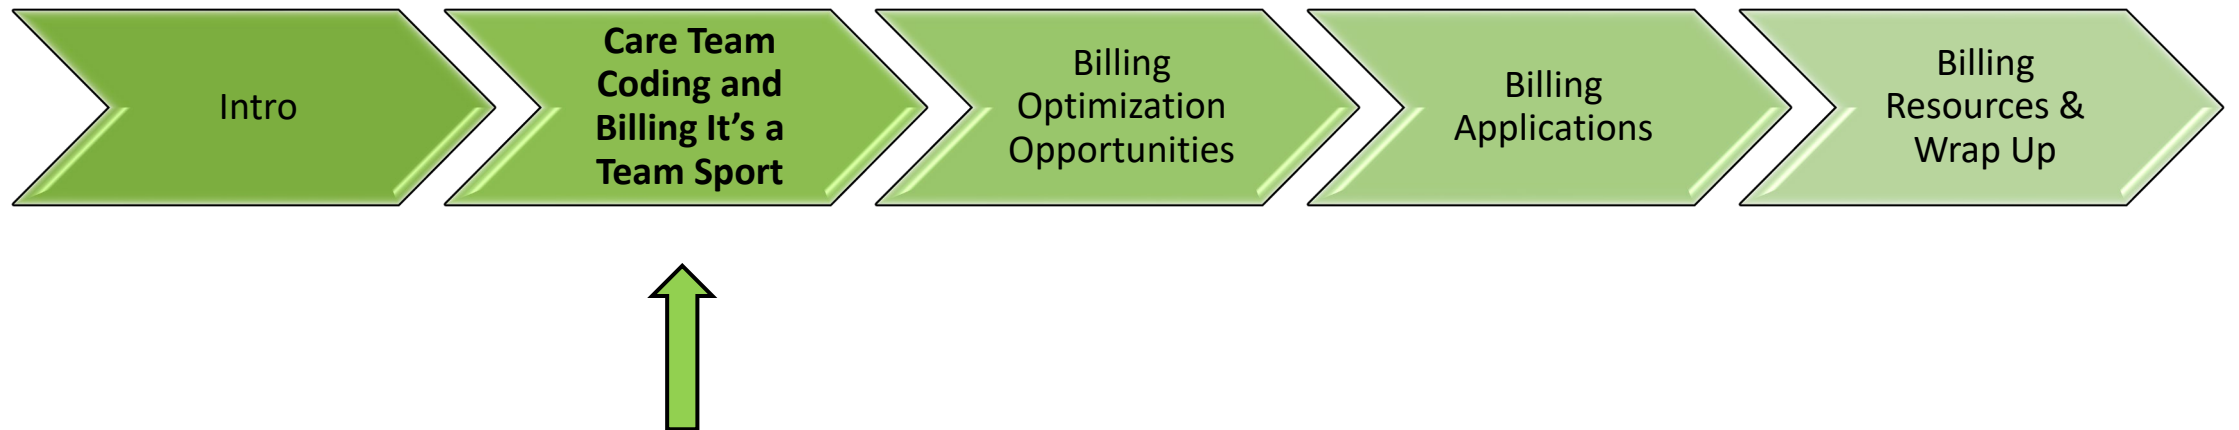 Intro
Care Team
Coding and
Billing It’s a
Team Sport
Billing
Optimization
Opportunities
Billing
Applications
Billing
Resources &
Wrap Up